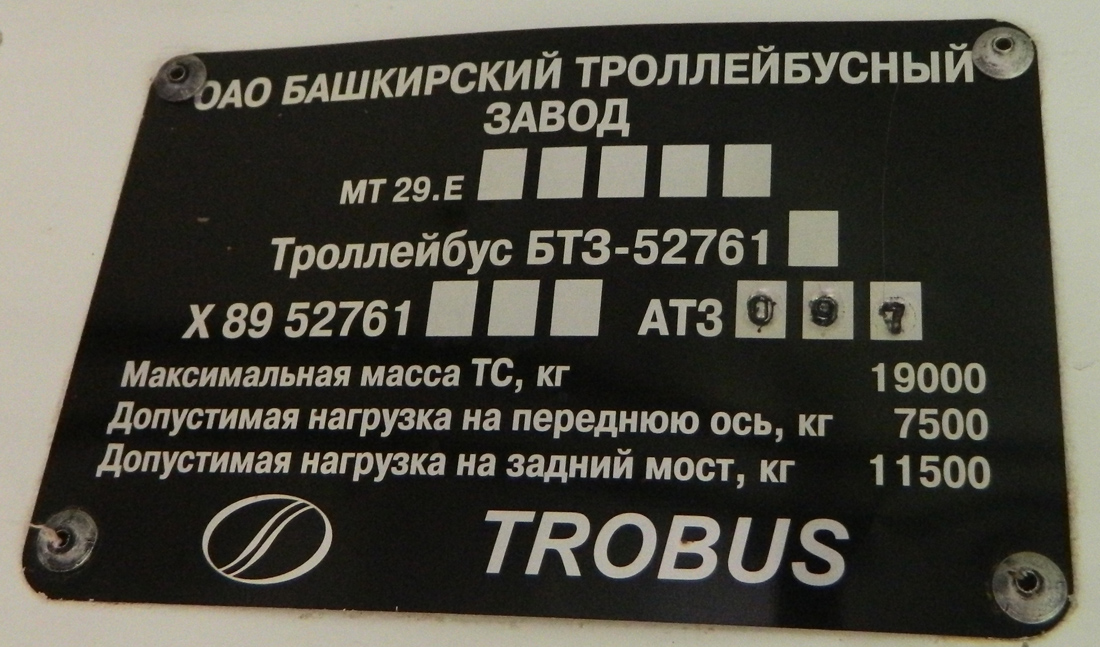 ОАО БАШКИРСКИЙ ТРОЛЛЕЙБУСНЫЙ
ЗАВОД
МТ 29.Е
Троллейбус БТЗ-52761
Х 89 52761 АТЗ
Максимальная масса ТС, кг 19000
Допустимая нагрузка на переднюю ось, кг 7500
Допустимая нагрузка на задний мост, кг 11500
TROBUS